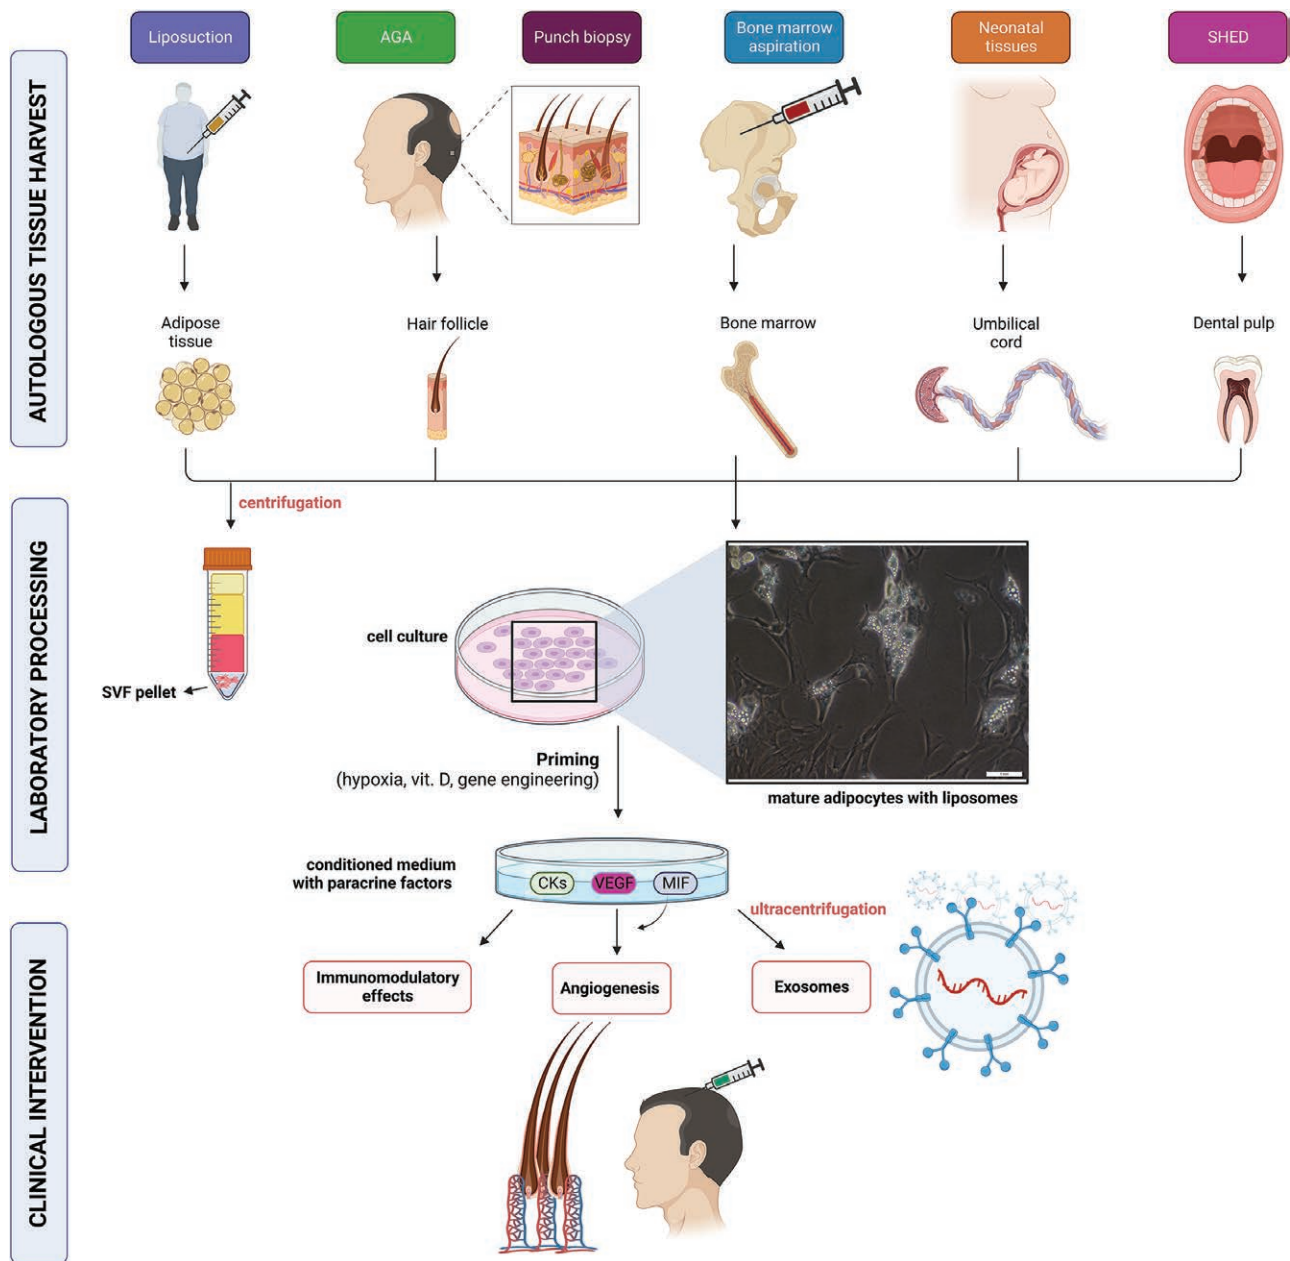 Liposuction
AGA
Punch biopsy
Bone marrow
aspiration
Neonatal
tissues
SHED
AUTOLOGOUS TISSUE HARVEST
Adipose
tissue
Hair follicle
Bone marrow
Umbilical
cord
Dental pulp
LABORATORY PROCESSING
centrifugation
SVF pellet
cell culture
Priming
(hypoxia, vit. D, gene engineering)
mature adipocytes with liposomes
conditioned medium
with paracrine factors
CKs
VEGF
MIF
ultracentrifugation
CLINICAL INTERVENTION
Immunomodulatory
effects
Angiogenesis
Exosomes